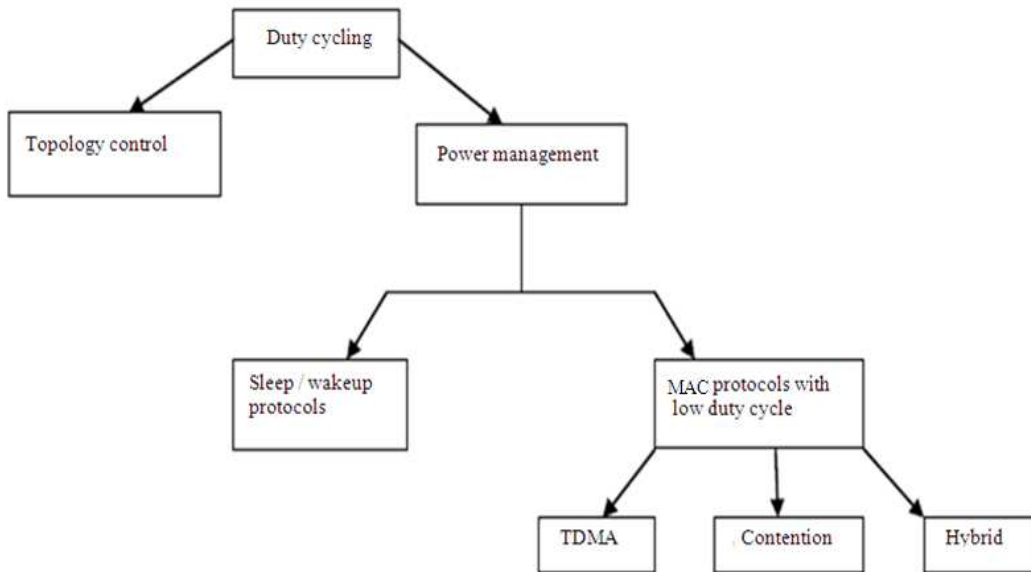 Duty cycling
Topology control
Power management
Sleep / wakeup
protocols
MAC protocols with
low duty cycle
TDMA
Contention
Hybrid